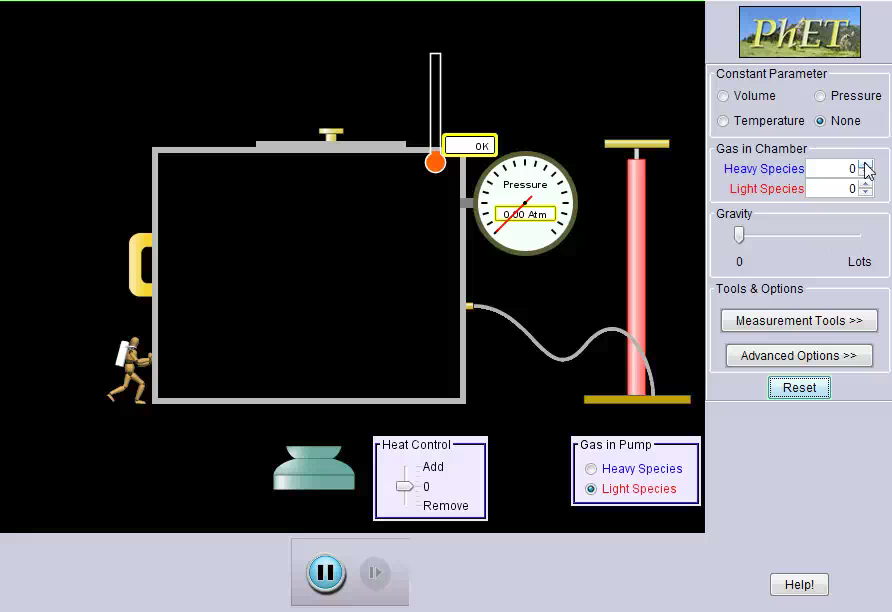 PhET
Constant Parameter
Volume
Pressure
Temperature
None
0K
Gas in Chamber
Heavy Species 0
Light Species 0
Pressure
0.00 Atm
Gravity
0
Lots
Tools & Options
Measurement Tools >>
Advanced Options >>
Reset
Heat Control
Add
0
Remove
Gas in Pump
Heavy Species
Light Species
Help!